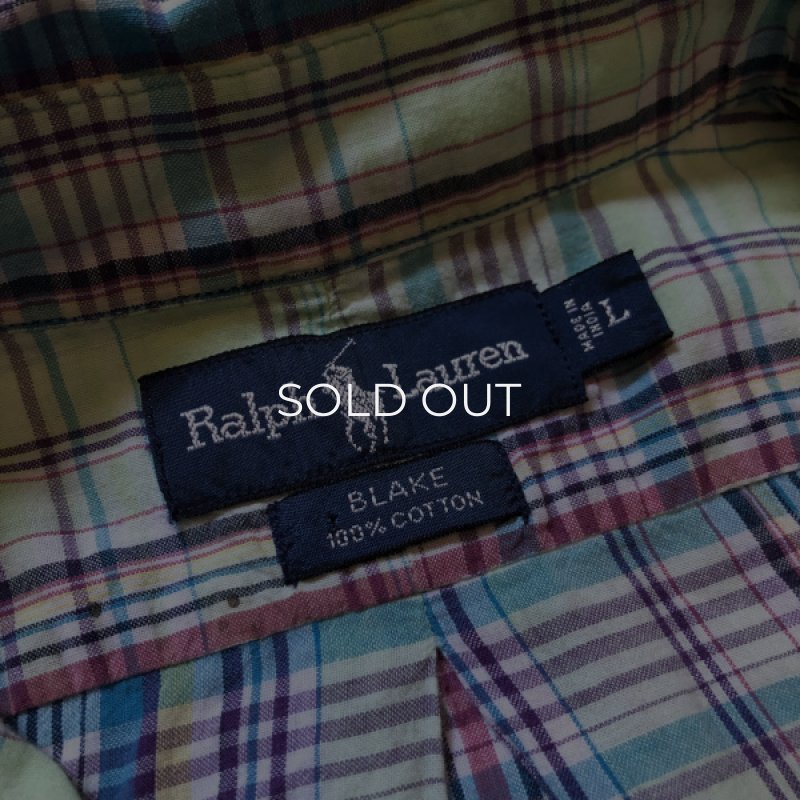 Ralph Lauren
L
MADE IN
INDIA
SOLD OUT
BLAKE
100% COTTON